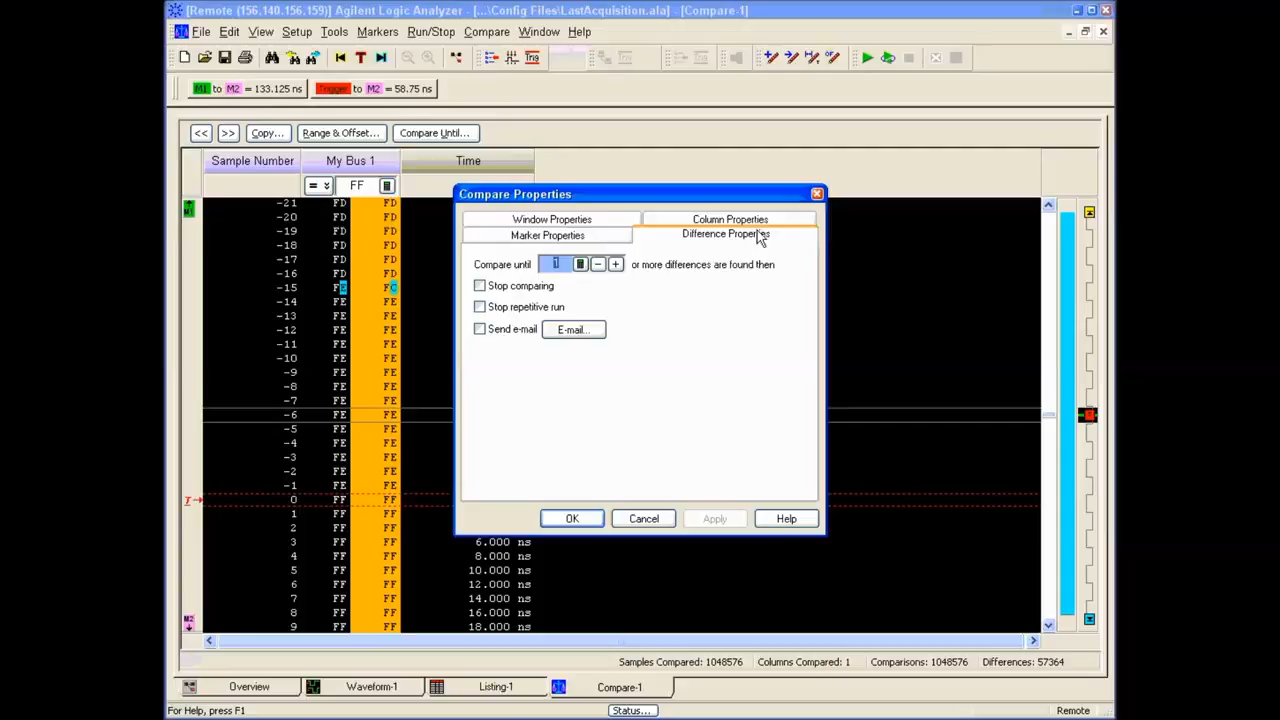 [Remote (156.140.156.159)] Agilent Logic Analyzer - [...\Config Files\LastAcquisition.ala] - [Compare-1]
File Edit View Setup Tools Markers Run/Stop Compare Window Help
T Trig Trig
M1 to M2 = 133.125 ns Trigger to M2 = 58.75 ns
<< >> Copy... Range & Offset... Compare Until...
Sample Number My Bus 1 Time
= FF
M1
-21 FD FD
-20 FD FD
-19 FD FD
-18 FD FD
-17 FD FD
-16 FD FD
-15 FE FC
-14 FE FE
-13 FE FE
-12 FE FE
-11 FE FE
-10 FE FE
-9 FE FE
-8 FE FE
-7 FE FE
-6 FE FE
-5 FE FE
-4 FE FE
-3 FE FE
-2 FE FE
-1 FE FE
T 0 FF FF
1 FF FF
2 FF FF
3 FF FF 6.000 ns
4 FF FF 8.000 ns
5 FF FF 10.000 ns
6 FF FF 12.000 ns
7 FF FF 14.000 ns
8 FF FF 16.000 ns
M2
9 FF FF 18.000 ns
Compare Properties
Window Properties Column Properties
Marker Properties Difference Properties
Compare until 1 or more differences are found then
Stop comparing
Stop repetitive run
Send e-mail E-mail...
OK Cancel Apply Help
Samples Compared: 1048576 Columns Compared: 1 Comparisons: 1048576 Differences: 57364
Overview Waveform-1 Listing-1 Compare-1
For Help, press F1 Status... Remote